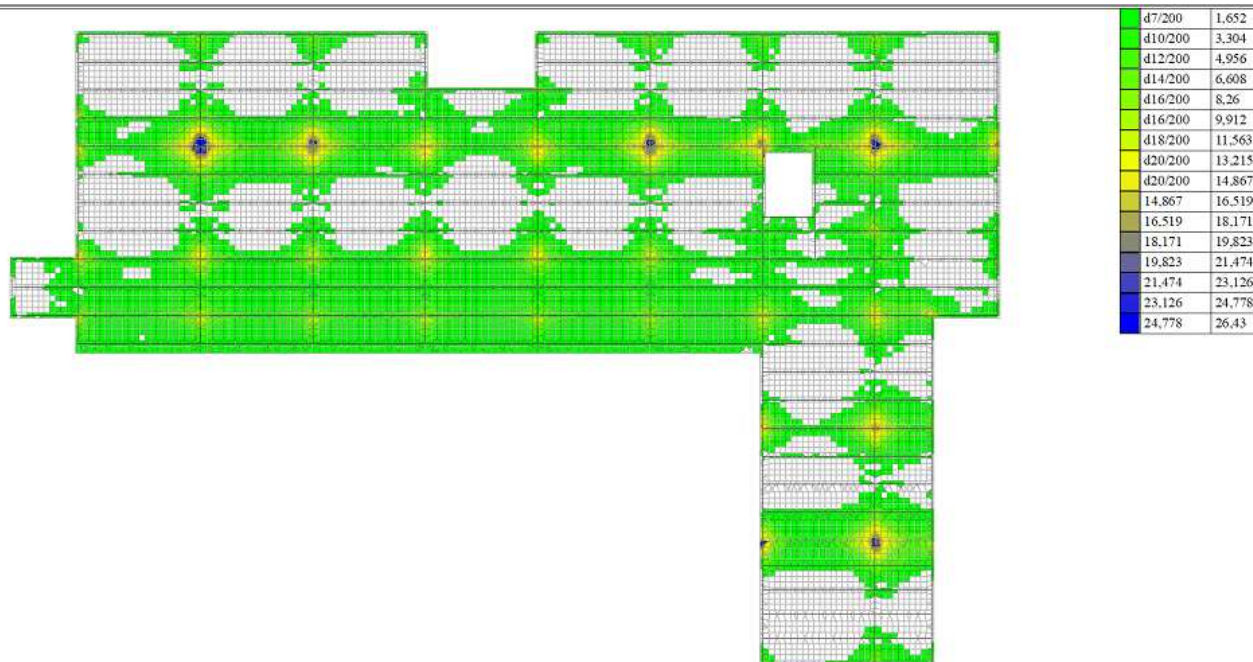 d7/200 1,652
d10/200 3,304
d12/200 4,956
d14/200 6,608
d16/200 8,26
d16/200 9,912
d18/200 11,563
d20/200 13,215
d20/200 14,867
14,867 16,519
16,519 18,171
18,171 19,823
19,823 21,474
21,474 23,126
23,126 24,778
24,778 26,43